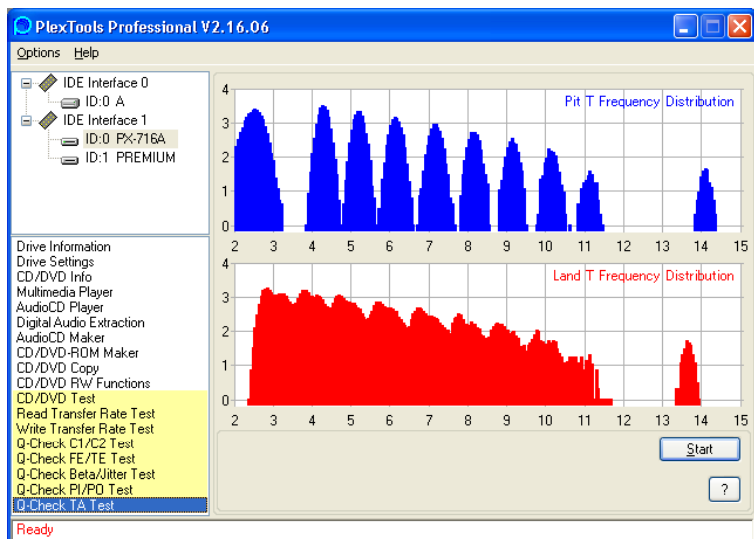 PlexTools Professional V2.16.06
Options Help
IDE Interface 0
ID:0 A
IDE Interface 1
ID:0 PX-716A
ID:1 PREMIUM
Drive Information
Drive Settings
CD/DVD Info
Multimedia Player
AudioCD Player
Digital Audio Extraction
AudioCD Maker
CD/DVD-ROM Maker
CD/DVD Copy
CD/DVD RW Functions
CD/DVD Test
Read Transfer Rate Test
Write Transfer Rate Test
Q-Check C1/C2 Test
Q-Check FE/TE Test
Q-Check Beta/Jitter Test
Q-Check PI/PO Test
Q-Check TA Test
Pit T Frequency Distribution
4
3
2
1
0
2 3 4 5 6 7 8 9 10 11 12 13 14 15
Land T Frequency Distribution
4
3
2
1
0
2 3 4 5 6 7 8 9 10 11 12 13 14 15
Start
?
Ready